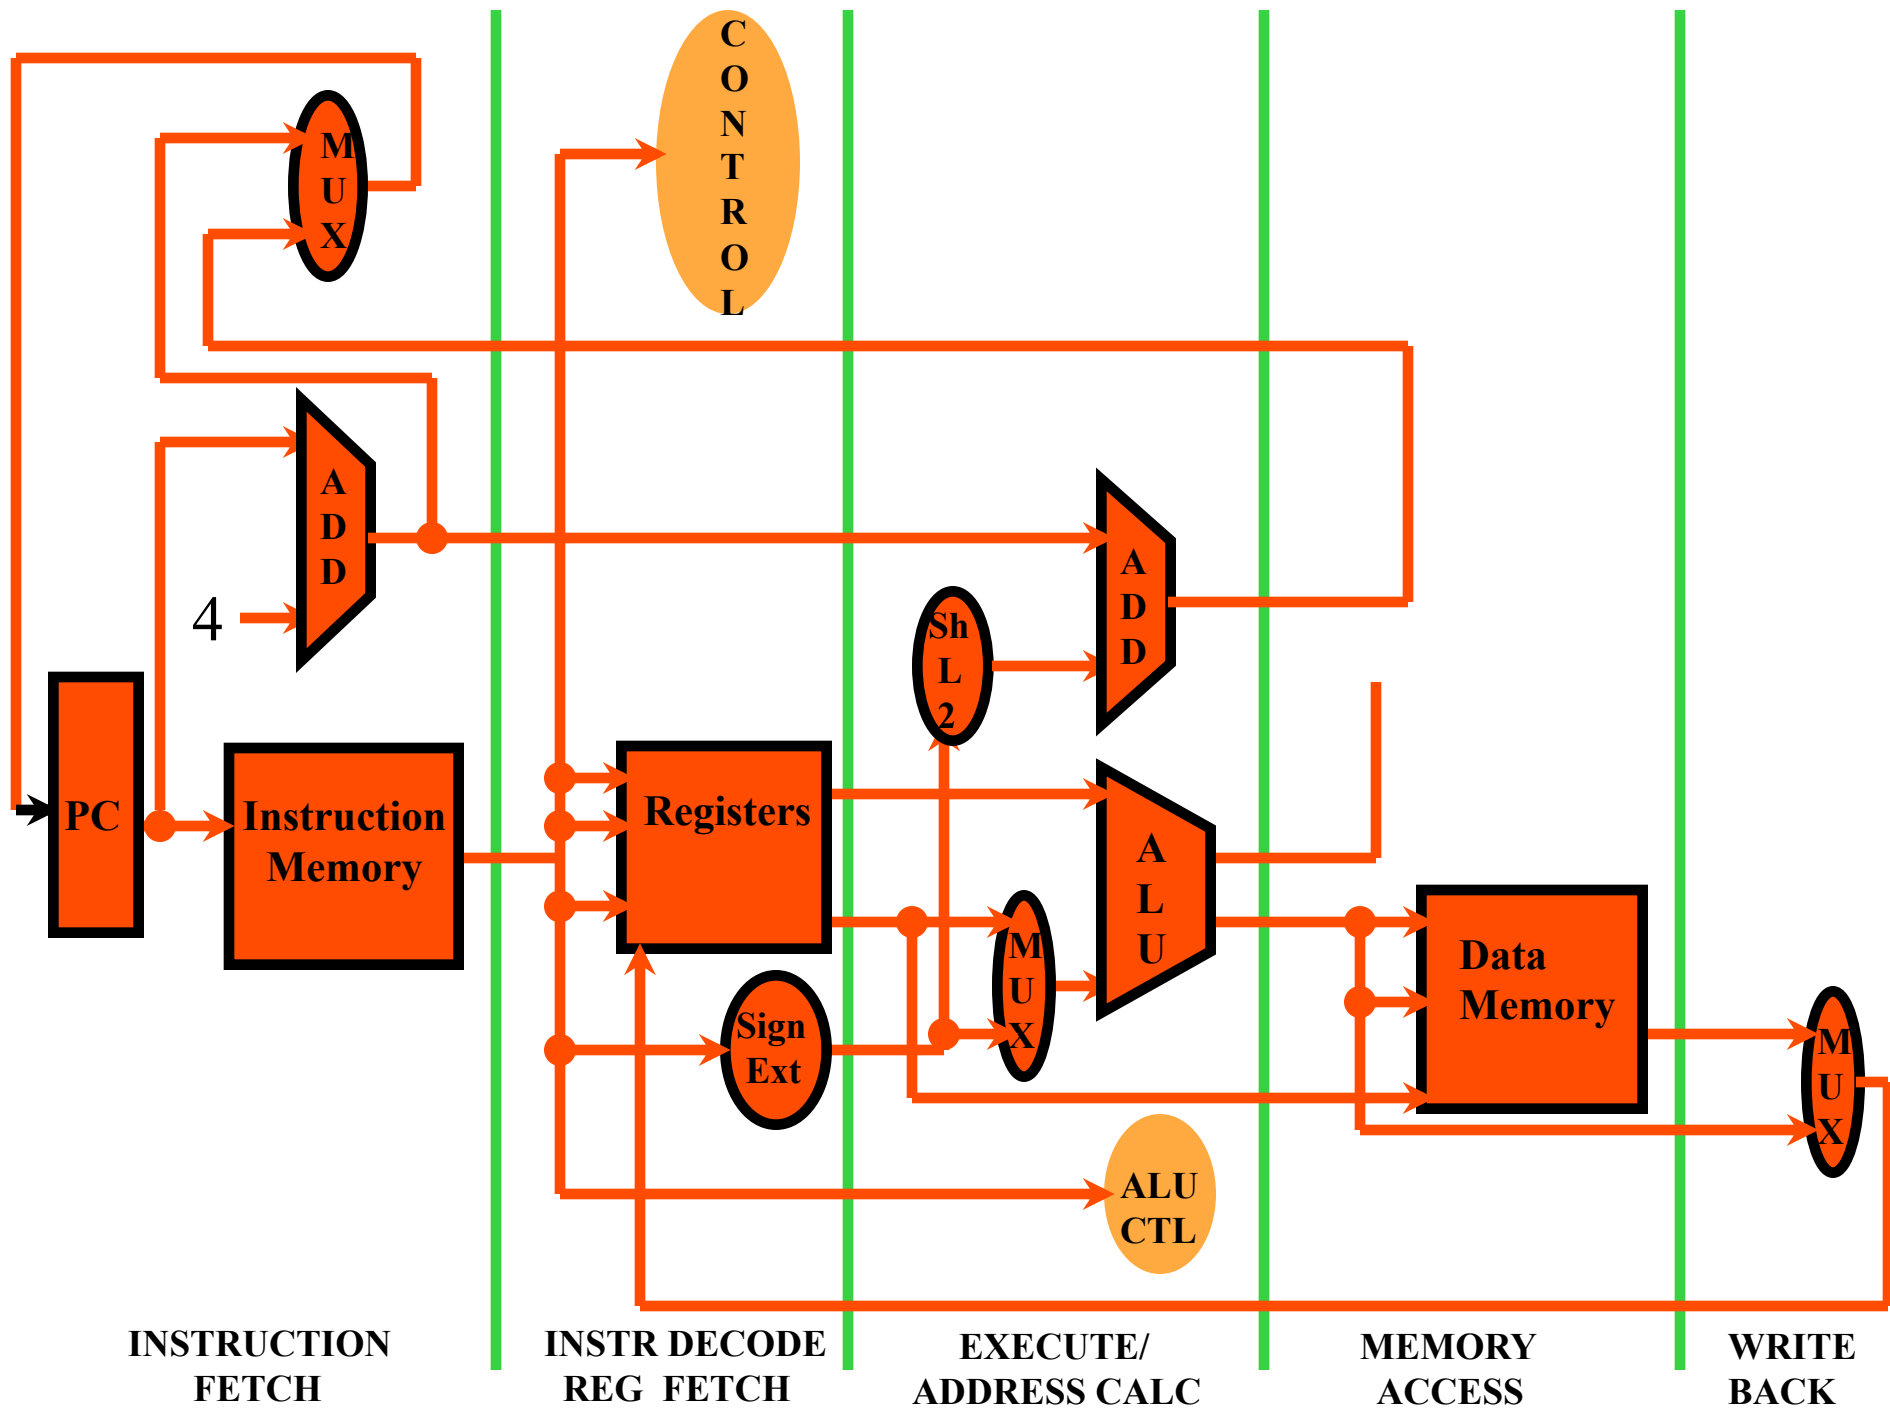 C
O
N
T
R
O
L
M
U
X
A
D
D
4
A
D
D
Sh
L
2
PC
Instruction
Memory
Registers
A
L
U
M
U
X
Data
Memory
Sign
Ext
M
U
X
ALU
CTL
INSTRUCTION
FETCH
INSTR DECODE
REG FETCH
EXECUTE/
ADDRESS CALC
MEMORY
ACCESS
WRITE
BACK